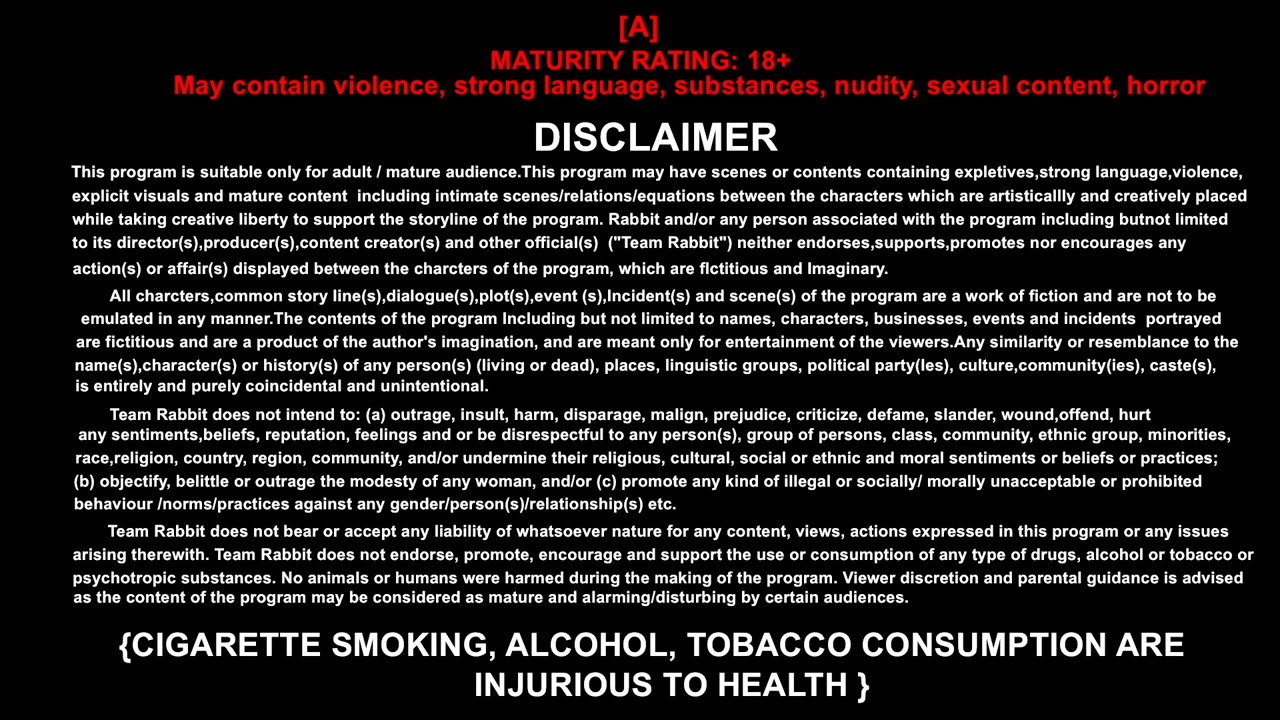 [A]
MATURITY RATING: 18+
May contain violence, strong language, substances, nudity, sexual content, horror
DISCLAIMER
This program is suitable only for adult / mature audience.This program may have scenes or contents containing expletives,strong language,violence,
explicit visuals and mature content  including intimate scenes/relations/equations between the characters which are artisticallly and creatively placed
while taking creative liberty to support the storyline of the program. Rabbit and/or any person associated with the program including butnot limited
to its director(s),producer(s),content creator(s) and other official(s)  ("Team Rabbit") neither endorses,supports,promotes nor encourages any
action(s) or affair(s) displayed between the charcters of the program, which are fIctitious and Imaginary.
All charcters,common story line(s),dialogue(s),plot(s),event (s),Incident(s) and scene(s) of the program are a work of fiction and are not to be
emulated in any manner.The contents of the program Including but not limited to names, characters, businesses, events and incidents  portrayed
are fictitious and are a product of the author's imagination, and are meant only for entertainment of the viewers.Any similarity or resemblance to the
name(s),character(s) or history(s) of any person(s) (living or dead), places, linguistic groups, political party(Ies), culture,community(ies), caste(s),
is entirely and purely coincidental and unintentional.
Team Rabbit does not intend to: (a) outrage, insult, harm, disparage, malign, prejudice, criticize, defame, slander, wound,offend, hurt
any sentiments,beliefs, reputation, feelings and or be disrespectful to any person(s), group of persons, class, community, ethnic group, minorities,
race,religion, country, region, community, and/or undermine their religious, cultural, social or ethnic and moral sentiments or beliefs or practices;
(b) objectify, belittle or outrage the modesty of any woman, and/or (c) promote any kind of illegal or socially/ morally unacceptable or prohibited
behaviour /norms/practices against any gender/person(s)/relationship(s) etc.
Team Rabbit does not bear or accept any liability of whatsoever nature for any content, views, actions expressed in this program or any issues
arising therewith. Team Rabbit does not endorse, promote, encourage and support the use or consumption of any type of drugs, alcohol or tobacco or
psychotropic substances. No animals or humans were harmed during the making of the program. Viewer discretion and parental guidance is advised
as the content of the program may be considered as mature and alarming/disturbing by certain audiences.
{CIGARETTE SMOKING, ALCOHOL, TOBACCO CONSUMPTION ARE
INJURIOUS TO HEALTH }